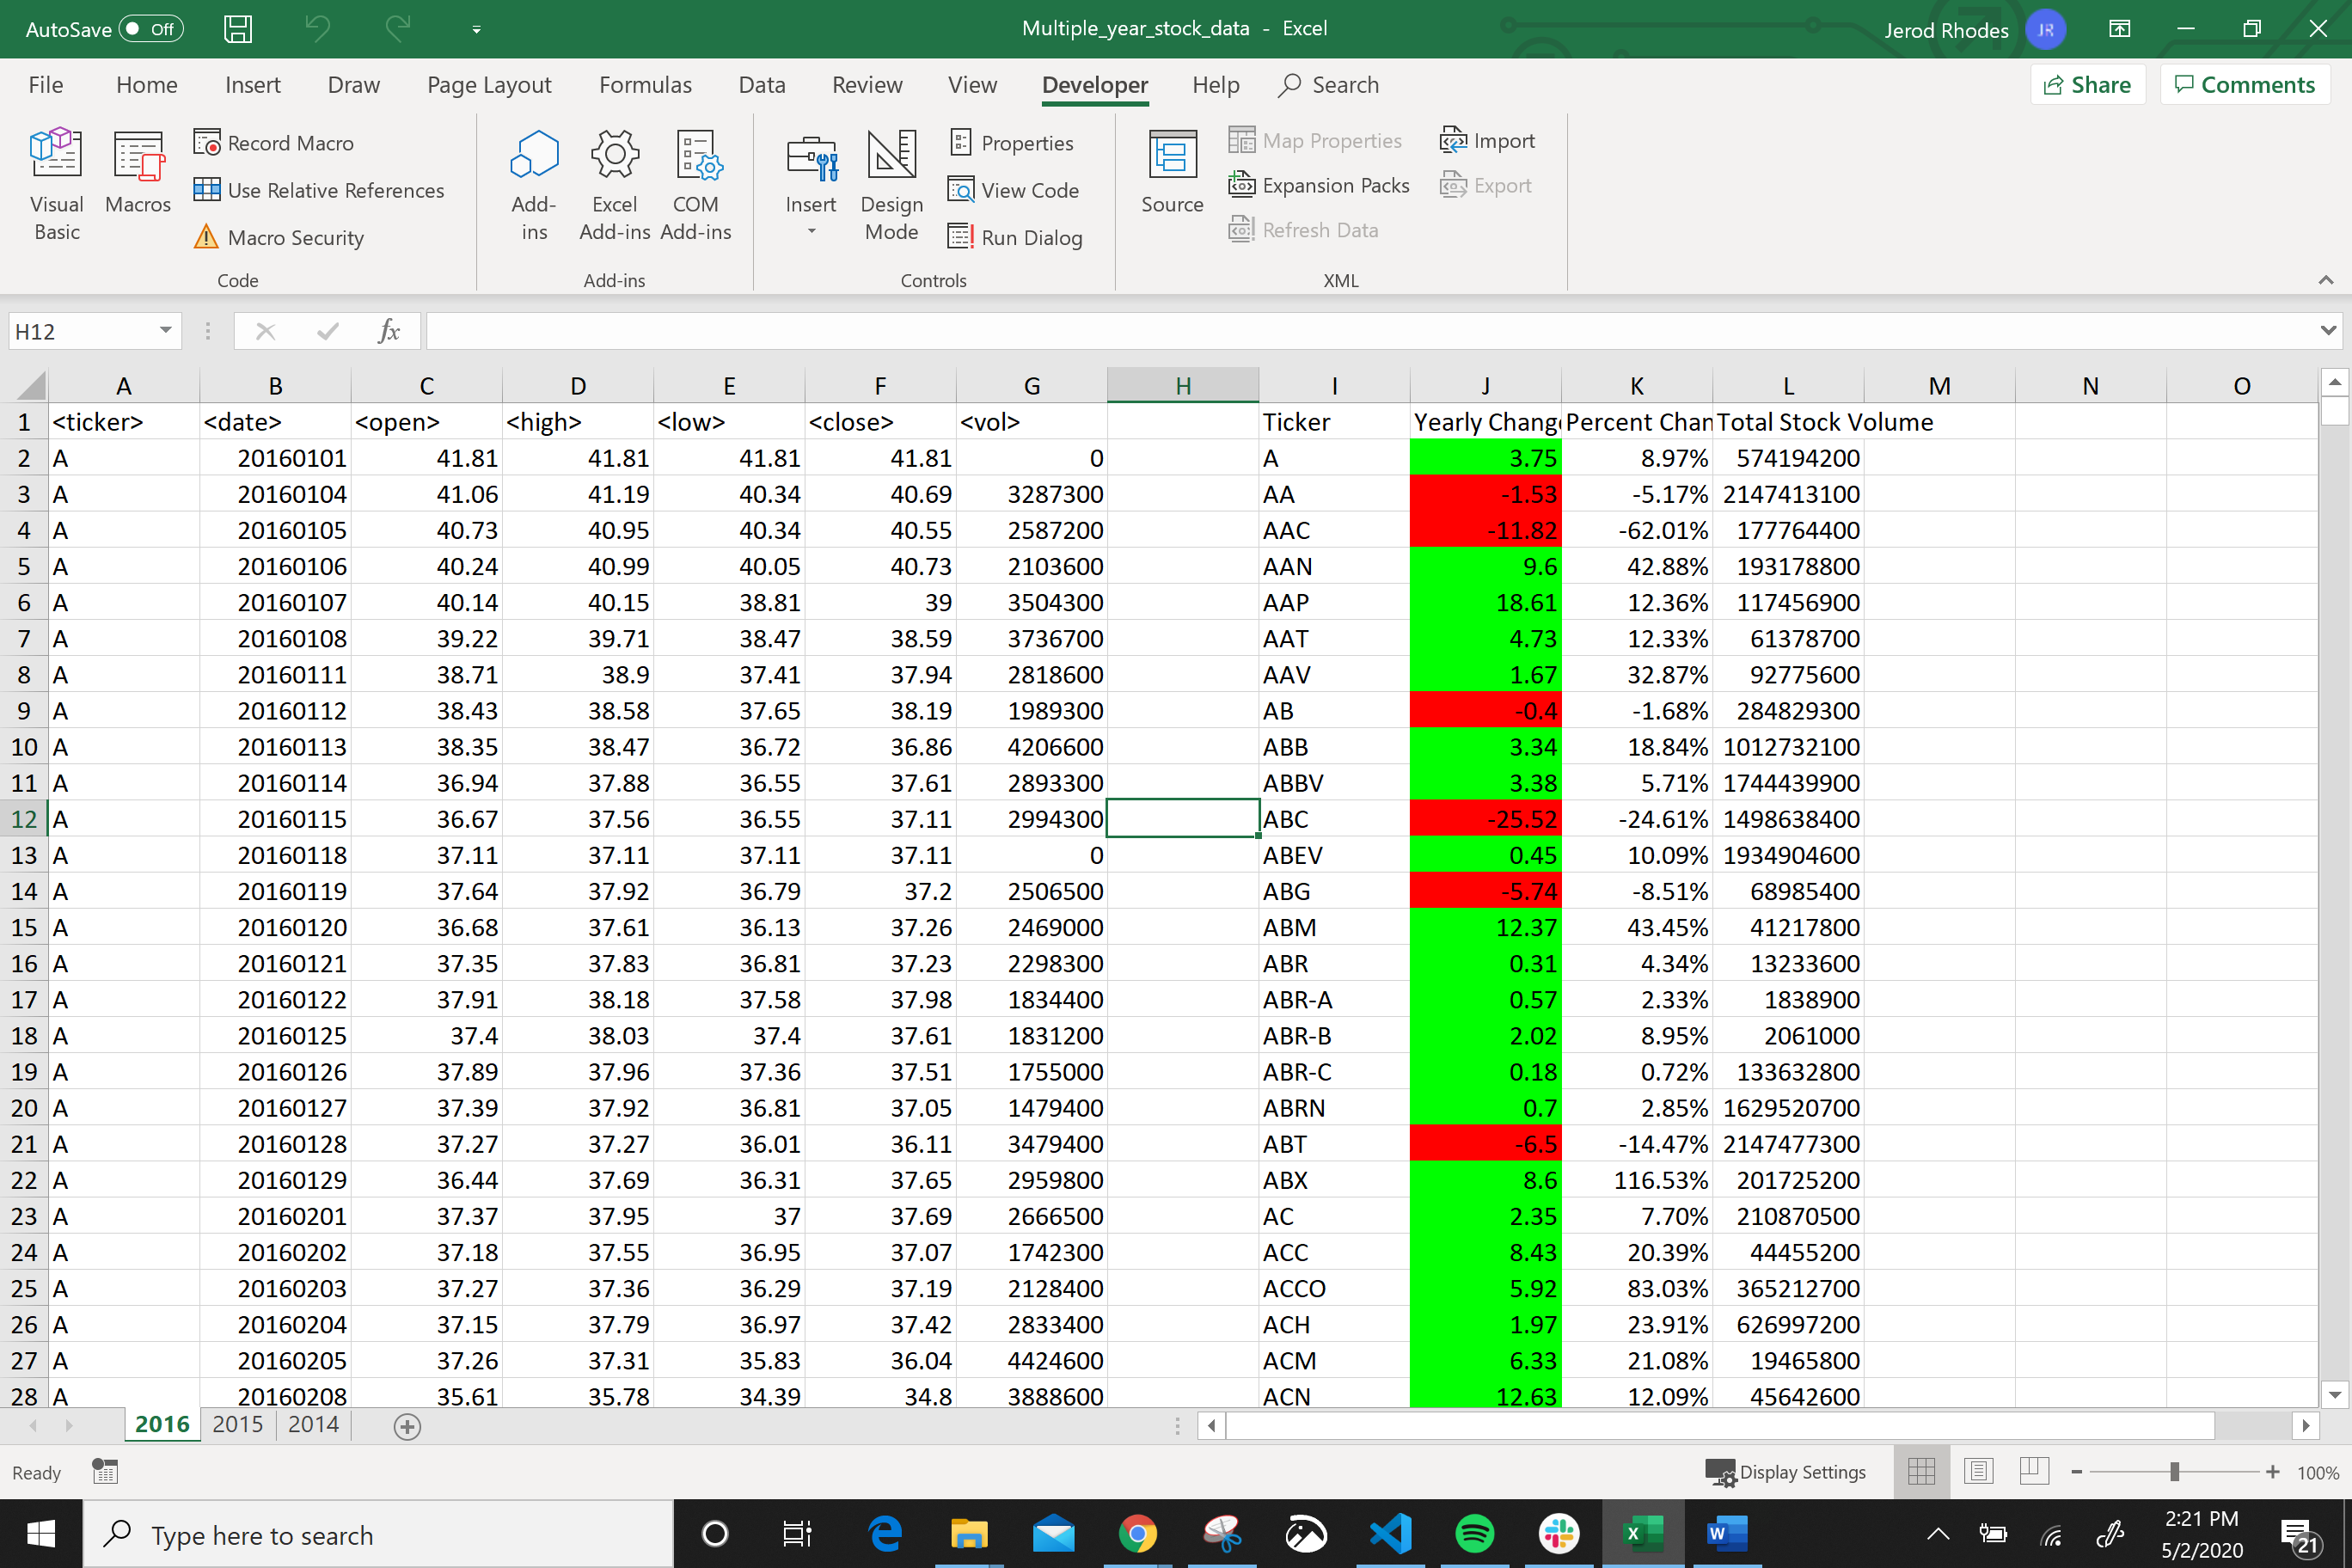 AutoSave Off Multiple_year_stock_data - Excel Jerod Rhodes JR
File Home Insert Draw Page Layout Formulas Data Review View Developer Help Search Share Comments
Visual Basic
Macros
Record Macro
Use Relative References
Macro Security
Code
Add-ins
Excel Add-ins
COM Add-ins
Add-ins
Insert
Design Mode
Properties
View Code
Run Dialog
Controls
Source
Map Properties
Expansion Packs
Refresh Data
Import
Export
XML
H12 fx
A B C D E F G H I J K L M N O
1 <ticker> <date> <open> <high> <low> <close> <vol> Ticker Yearly Change Percent Chan Total Stock Volume
2 A 20160101 41.81 41.81 41.81 41.81 0 A 3.75 8.97% 574194200
3 A 20160104 41.06 41.19 40.34 40.69 3287300 AA -1.53 -5.17% 2147413100
4 A 20160105 40.73 40.95 40.34 40.55 2587200 AAC -11.82 -62.01% 177764400
5 A 20160106 40.24 40.99 40.05 40.73 2103600 AAN 9.6 42.88% 193178800
6 A 20160107 40.14 40.15 38.81 39 3504300 AAP 18.61 12.36% 117456900
7 A 20160108 39.22 39.71 38.47 38.59 3736700 AAT 4.73 12.33% 61378700
8 A 20160111 38.71 38.9 37.41 37.94 2818600 AAV 1.67 32.87% 92775600
9 A 20160112 38.43 38.58 37.65 38.19 1989300 AB -0.4 -1.68% 284829300
10 A 20160113 38.35 38.47 36.72 36.86 4206600 ABB 3.34 18.84% 1012732100
11 A 20160114 36.94 37.88 36.55 37.61 2893300 ABBV 3.38 5.71% 1744439900
12 A 20160115 36.67 37.56 36.55 37.11 2994300 ABC -25.52 -24.61% 1498638400
13 A 20160118 37.11 37.11 37.11 37.11 0 ABEV 0.45 10.09% 1934904600
14 A 20160119 37.64 37.92 36.79 37.2 2506500 ABG -5.74 -8.51% 68985400
15 A 20160120 36.68 37.61 36.13 37.26 2469000 ABM 12.37 43.45% 41217800
16 A 20160121 37.35 37.83 36.81 37.23 2298300 ABR 0.31 4.34% 13233600
17 A 20160122 37.91 38.18 37.58 37.98 1834400 ABR-A 0.57 2.33% 1838900
18 A 20160125 37.4 38.03 37.4 37.61 1831200 ABR-B 2.02 8.95% 2061000
19 A 20160126 37.89 37.96 37.36 37.51 1755000 ABR-C 0.18 0.72% 133632800
20 A 20160127 37.39 37.92 36.81 37.05 1479400 ABRN 0.7 2.85% 1629520700
21 A 20160128 37.27 37.27 36.01 36.11 3479400 ABT -6.5 -14.47% 2147477300
22 A 20160129 36.44 37.69 36.31 37.65 2959800 ABX 8.6 116.53% 201725200
23 A 20160201 37.37 37.95 37 37.69 2666500 AC 2.35 7.70% 210870500
24 A 20160202 37.18 37.55 36.95 37.07 1742300 ACC 8.43 20.39% 44455200
25 A 20160203 37.27 37.36 36.29 37.19 2128400 ACCO 5.92 83.03% 365212700
26 A 20160204 37.15 37.79 36.97 37.42 2833400 ACH 1.97 23.91% 626997200
27 A 20160205 37.26 37.31 35.83 36.04 4424600 ACM 6.33 21.08% 19465800
28 A 20160208 35.61 35.78 34.39 34.8 3888600 ACN 12.63 12.09% 45642600
2016 2015 2014
Ready Display Settings 100%
Type here to search
2:21 PM
5/2/2020
21